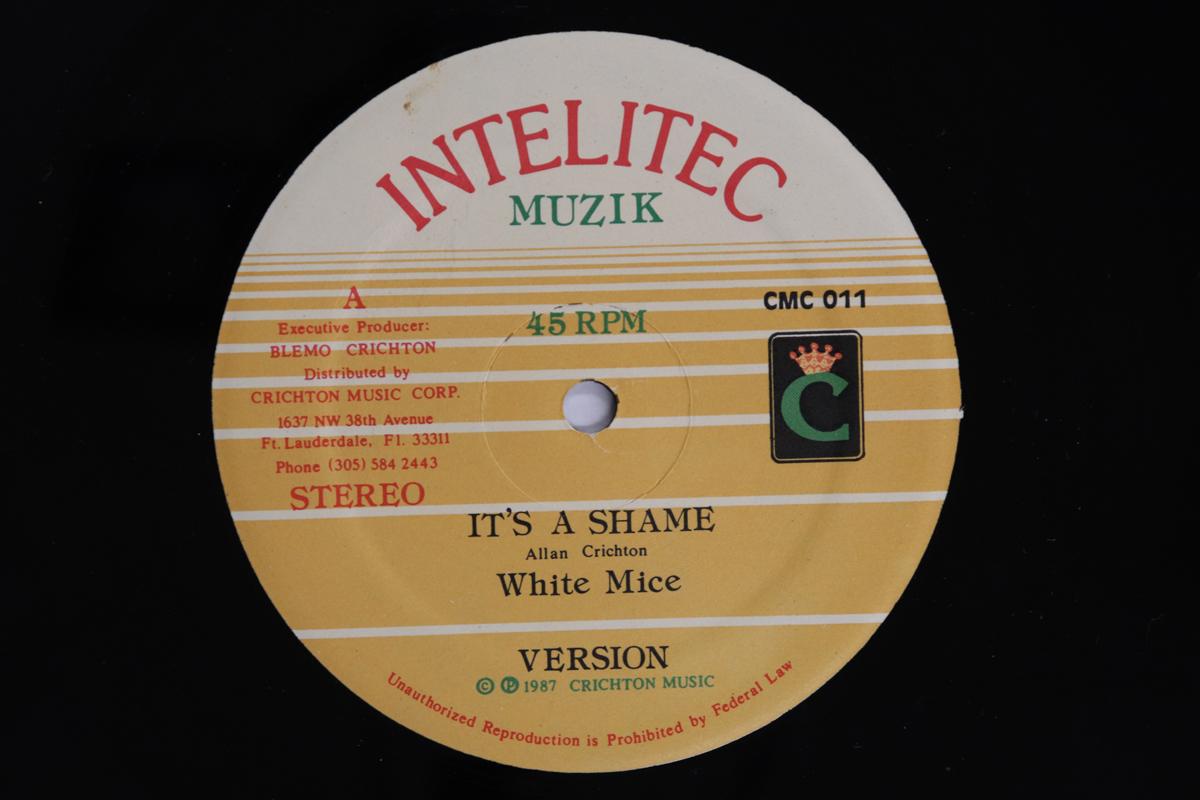 INTELITEC
MUZIK
A
Executive Producer:
BLEMO CRICHTON
Distributed by
CRICHTON MUSIC CORP.
1637 NW 38th Avenue
Ft. Lauderdale, Fl. 33311
Phone (305) 584 2443
STEREO
45 RPM
CMC 011
C
IT'S A SHAME
Allan Crichton
White Mice
VERSION
© ℗ 1987 CRICHTON MUSIC
Unauthorized Reproduction is Prohibited by Federal Law